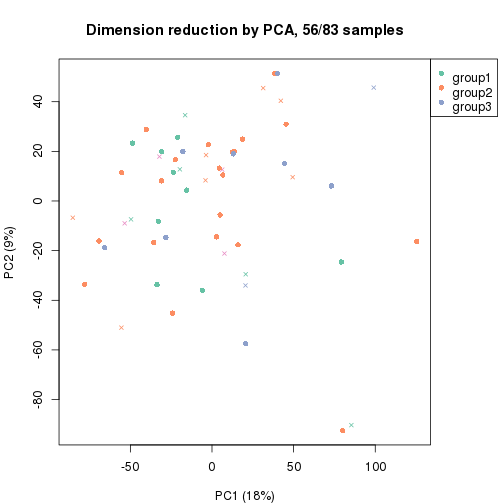 Dimension reduction by PCA, 56/83 samples
group1
group2
group3
40
20
0
-20
-40
-60
-80
PC2 (9%)
-50
0
50
100
PC1 (18%)